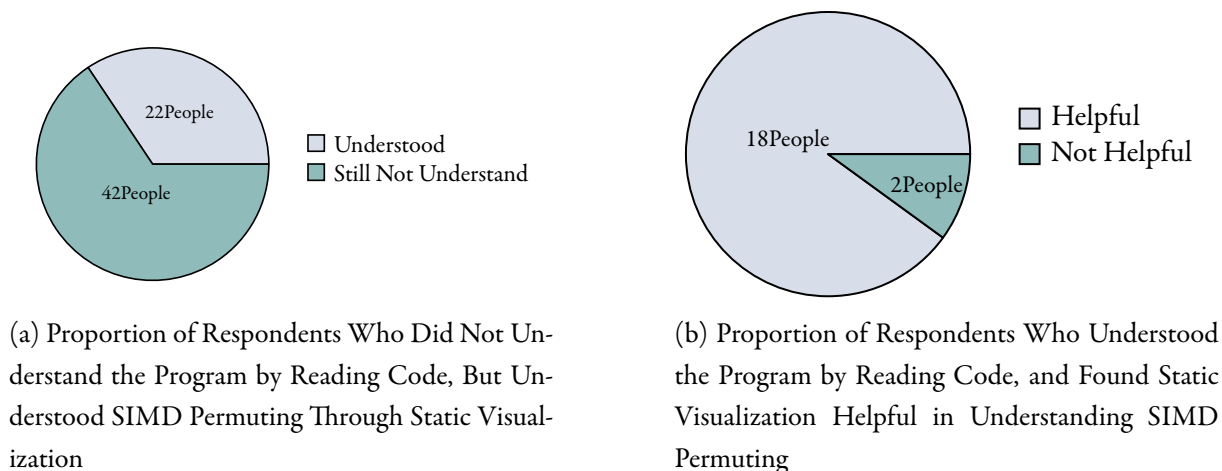 22People
42People
Understood
Still Not Understand
(a) Proportion of Respondents Who Did Not Un-
derstand the Program by Reading Code, But Un-
derstood SIMD Permuting Through Static Visual-
ization
18People
2People
Helpful
Not Helpful
(b) Proportion of Respondents Who Understood
the Program by Reading Code, and Found Static
Visualization Helpful in Understanding SIMD
Permuting